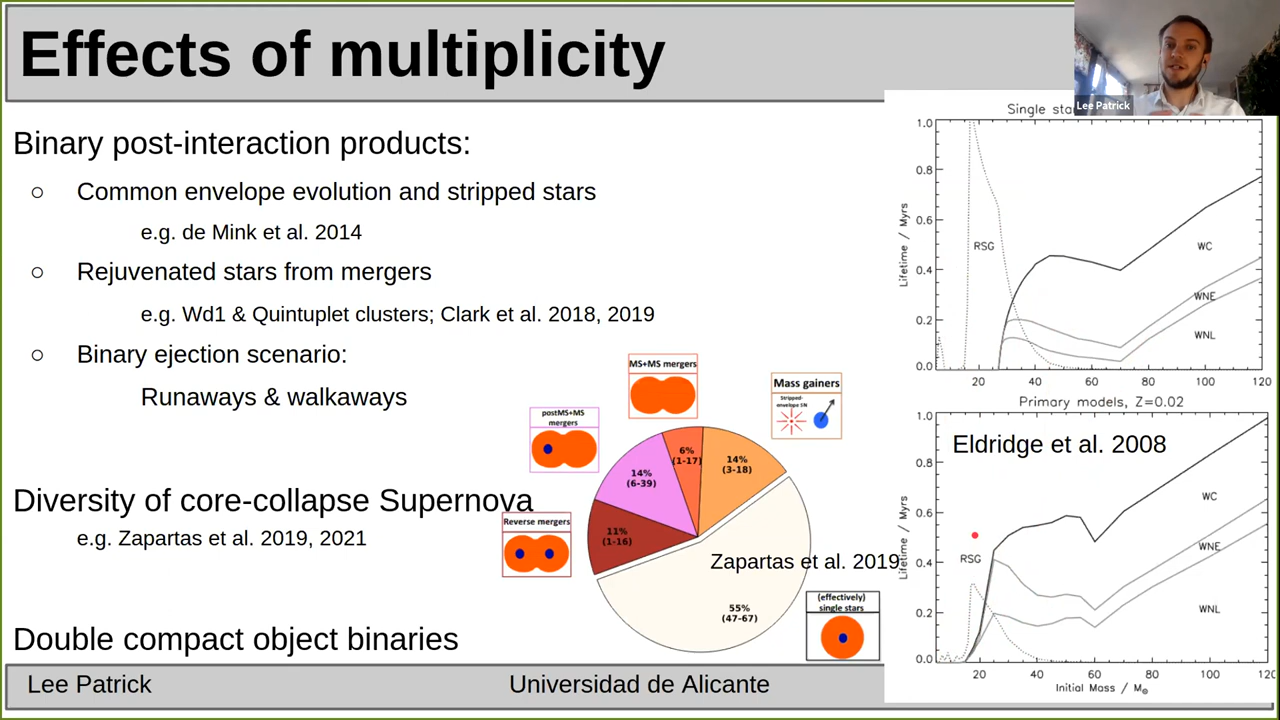 Effects of multiplicity
Lee Patrick
Binary post-interaction products:
○ Common envelope evolution and stripped stars
e.g. de Mink et al. 2014
○ Rejuvenated stars from mergers
e.g. Wd1 & Quintuplet clusters; Clark et al. 2018, 2019
○ Binary ejection scenario:
Runaways & walkaways
Diversity of core-collapse Supernova
e.g. Zapartas et al. 2019, 2021
Double compact object binaries
MS+MS mergers
Mass gainers
Stripped-
envelope SN
postMS+MS
mergers
Reverse mergers
(effectively)
single stars
6%
(1-17)
14%
(3-18)
14%
(6-39)
11%
(1-16)
55%
(47-67)
Zapartas et al. 2019
Single sta
Lifetime / Myrs
1.0
0.8
0.6
0.4
0.2
0.0
RSG
WC
WNE
WNL
20 40 60 80 100 120
Primary models, Z=0.02
Eldridge et al. 2008
Lifetime / Myrs
1.0
0.8
0.6
0.4
0.2
0.0
RSG
WC
WNE
WNL
20 40 60 80 100 120
Initial Mass / M⊙
Lee Patrick
Universidad de Alicante